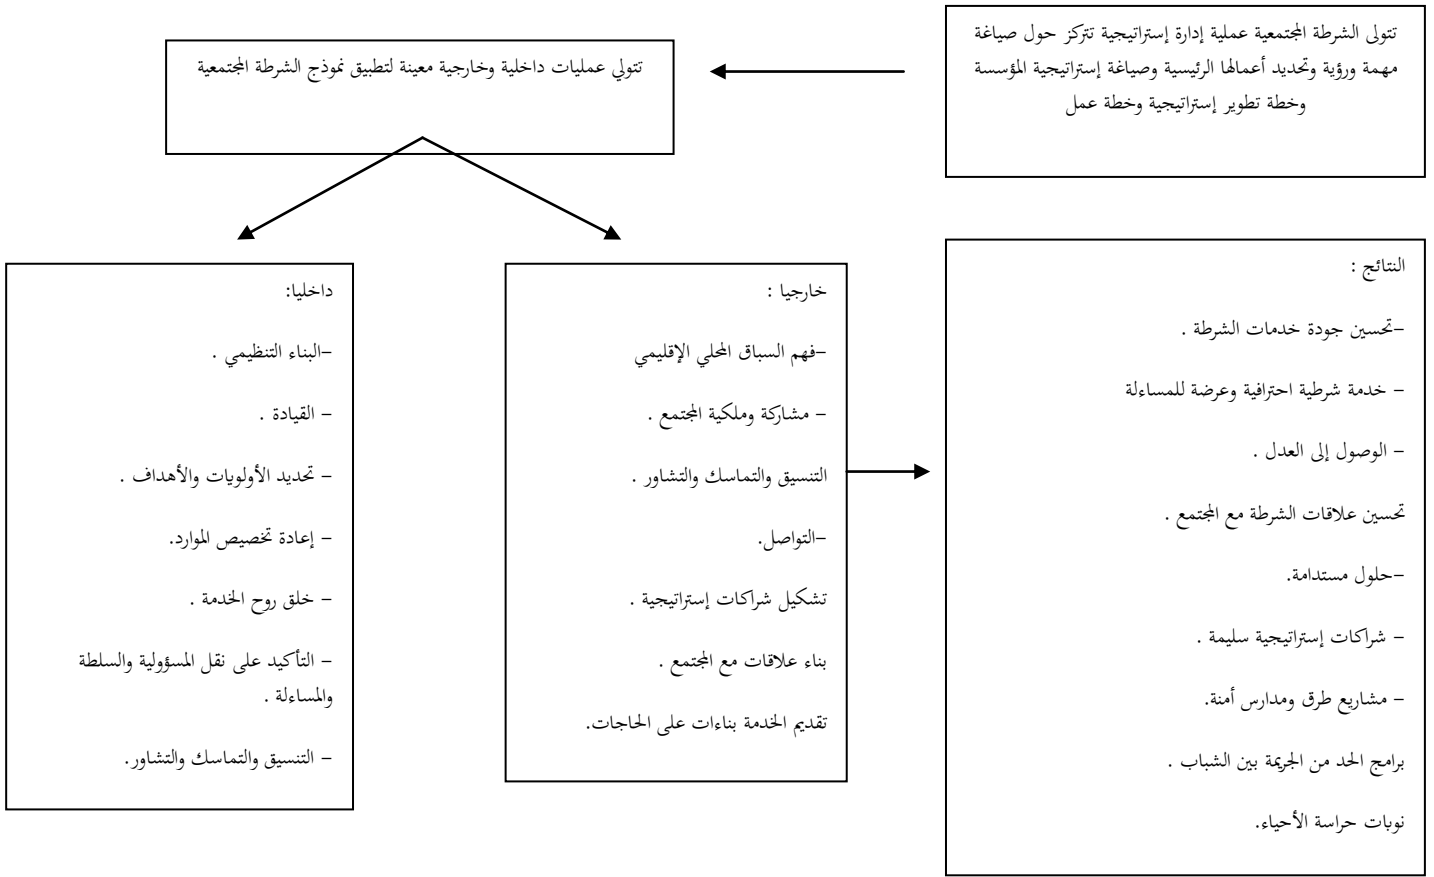 تتولى الشرطة المجتمعية عملية إدارة إستراتيجية تتركز حول صياغة
مهمة ورؤية وتحديد أعمالها الرئيسية وصياغة إستراتيجية المؤسسة
وخطة تطوير إستراتيجية وخطة عمل
تتولي عمليات داخلية وخارجية معينة لتطبيق نموذج الشرطة المجتمعية
داخليا:
-البناء التنظيمي .
- القيادة .
- تحديد الأولويات والأهداف .
- إعادة تخصيص الموارد.
- خلق روح الخدمة .
- التأكيد على نقل المسؤولية والسلطة
والمساءلة .
- التنسيق والتماسك والتشاور.
خارجيا :
-فهم السباق المحلي الإقليمي
- مشاركة وملكية المجتمع .
التنسيق والتماسك والتشاور .
-التواصل.
تشكيل شراكات إستراتيجية .
بناء علاقات مع المجتمع .
تقديم الخدمة بناءات على الحاجات.
النتائج :
-تحسين جودة خدمات الشرطة .
- خدمة شرطية احترافية وعرضة للمساءلة
- الوصول إلى العدل .
تحسين علاقات الشرطة مع المجتمع .
-حلول مستدامة.
- شراكات إستراتيجية سليمة .
- مشاريع طرق ومدارس أمنة.
برامج الحد من الجريمة بين الشباب .
نوبات حراسة الأحياء.